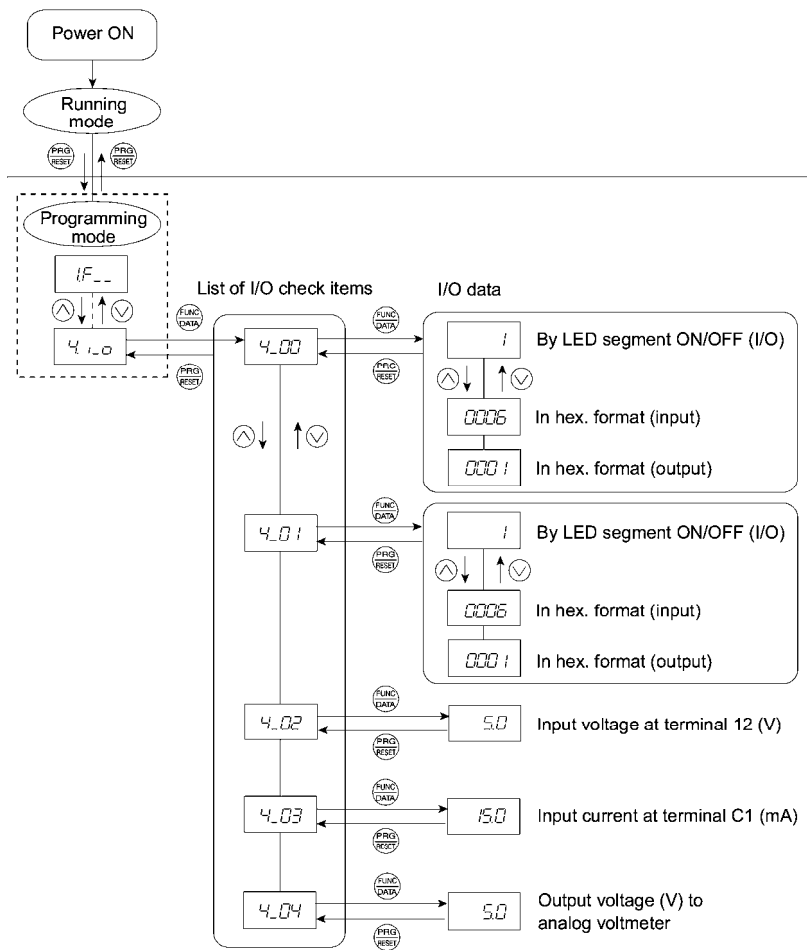 Power ON
Running
mode
PRG
RESET
PRG
RESET
Programming
mode
1.F__
4.i_o
List of I/O check items
I/O data
FUNC
DATA
PRG
RESET
4_00
FUNC
DATA
PRG
RESET
1
By LED segment ON/OFF (I/O)
0006
In hex. format (input)
0001
In hex. format (output)
4_01
FUNC
DATA
PRG
RESET
1
By LED segment ON/OFF (I/O)
0006
In hex. format (input)
0001
In hex. format (output)
4_02
FUNC
DATA
PRG
RESET
5.0
Input voltage at terminal 12 (V)
4_03
FUNC
DATA
PRG
RESET
15.0
Input current at terminal C1 (mA)
4_04
FUNC
DATA
PRG
RESET
5.0
Output voltage (V) to
analog voltmeter